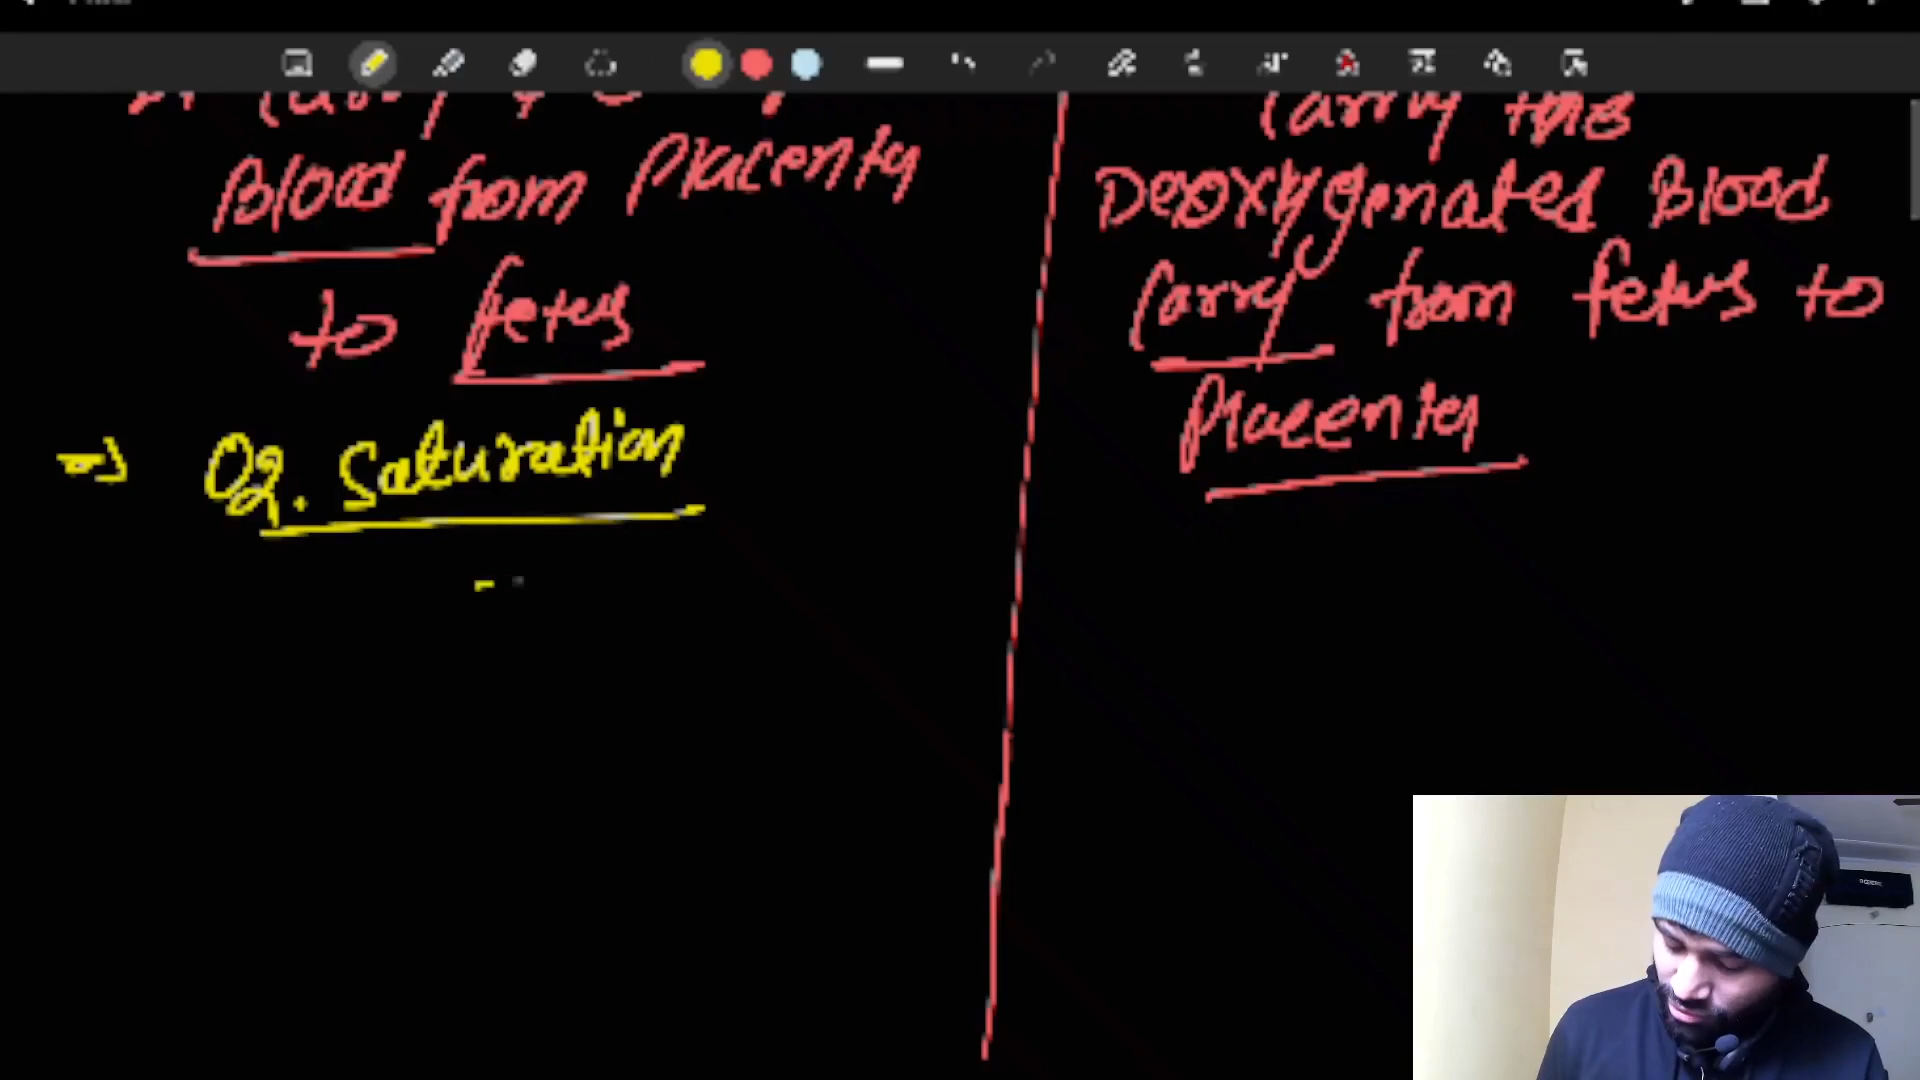 Blood from Placenta
to fetus
⇒ O2. Saturation
-
Carry the
Deoxygenated Blood
Carry from fetus to
Placenta